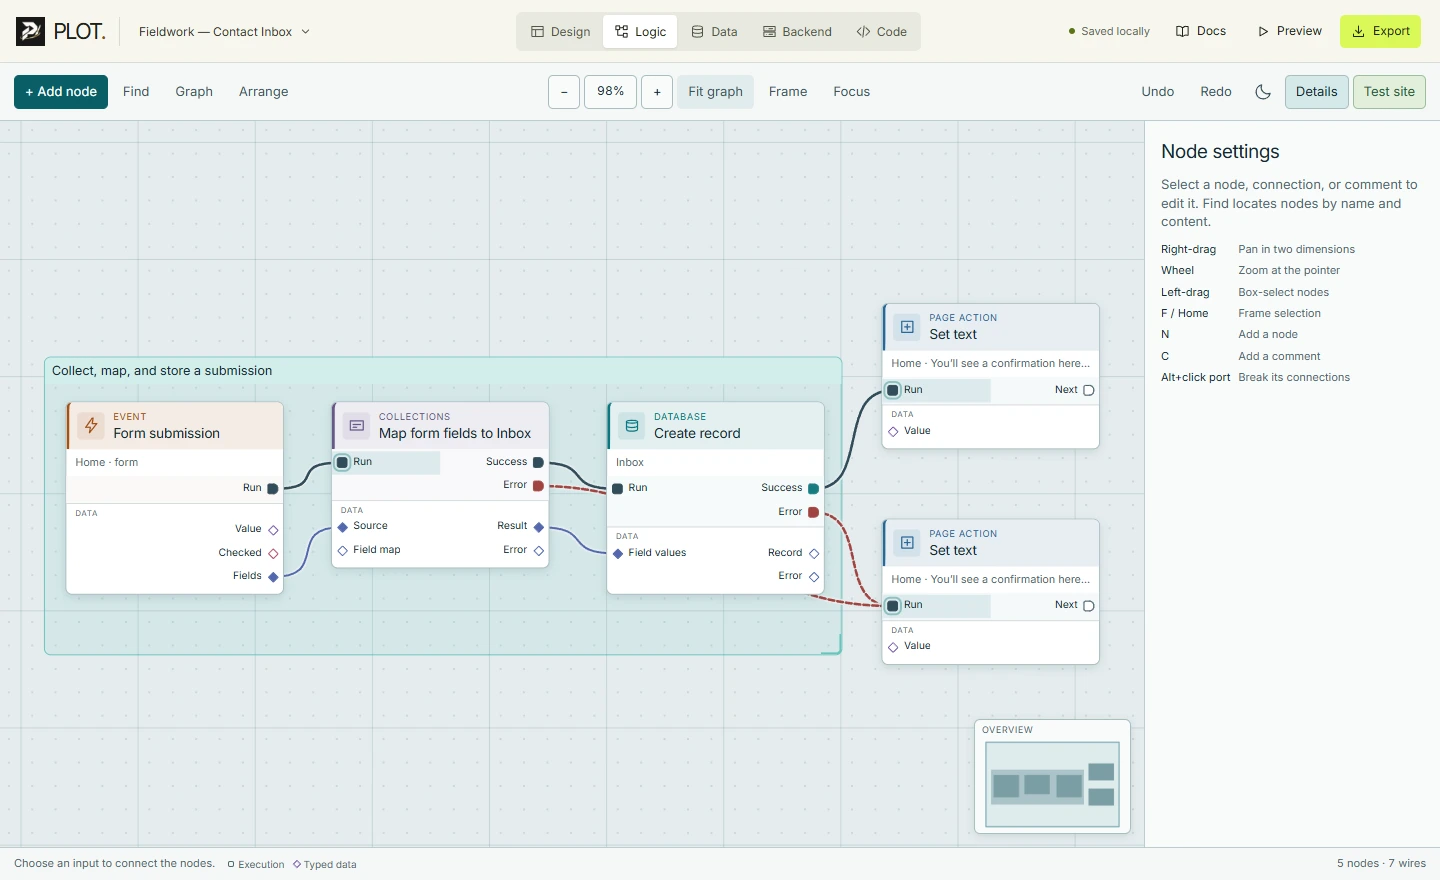 PLOT.
Fieldwork — Contact Inbox
Design
Logic
Data
Backend
Code
Saved locally
Docs
Preview
Export
+ Add node
Find
Graph
Arrange
−
98%
+
Fit graph
Frame
Focus
Undo
Redo
Details
Test site
Node settings
Select a node, connection, or comment to
edit it. Find locates nodes by name and
content.
Right-drag Pan in two dimensions
Wheel Zoom at the pointer
Left-drag Box-select nodes
F / Home Frame selection
N Add a node
C Add a comment
Alt+click port Break its connections
Collect, map, and store a submission
EVENT
Form submission
Home · form
Run
DATA
Value
Checked
Fields
COLLECTIONS
Map form fields to Inbox
Run Success
Error
DATA
Source Result
Field map Error
DATABASE
Create record
Inbox
Run Success
Error
DATA
Field values Record
Error
PAGE ACTION
Set text
Home · You'll see a confirmation here...
Run Next
DATA
Value
PAGE ACTION
Set text
Home · You'll see a confirmation here...
Run Next
DATA
Value
OVERVIEW
Choose an input to connect the nodes.
Execution
Typed data
5 nodes · 7 wires